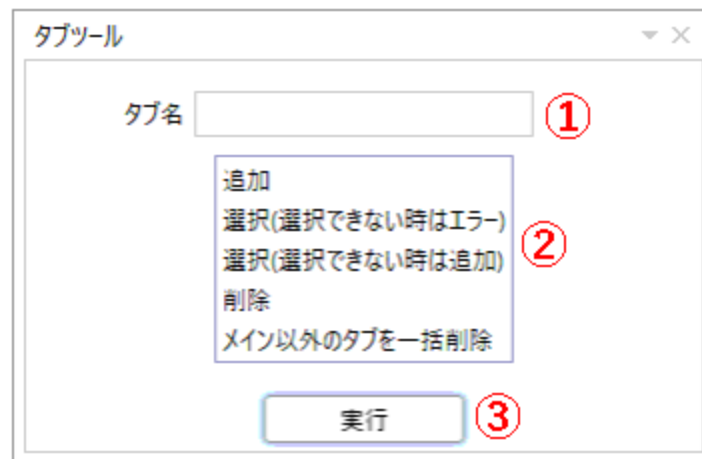 タブツール
タブ名 ①
追加
選択(選択できない時はエラー)
選択(選択できない時は追加) ②
削除
メイン以外のタブを一括削除
実行 ③